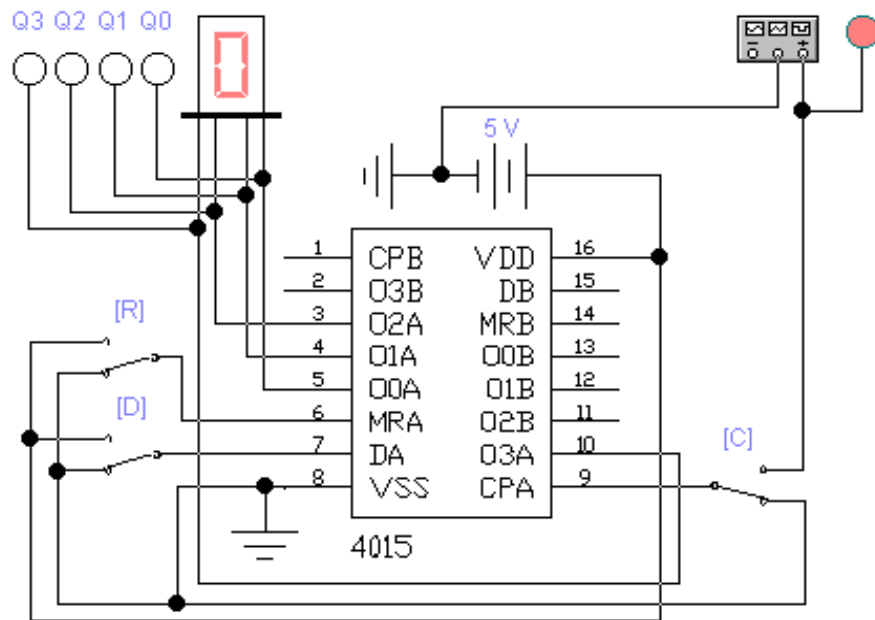 Q3 Q2 Q1 Q0
5 V
1 CPB VDD 16
2 O3B DB 15
[R]
3 O2A MRB 14
4 O1A O0B 13
5 O0A O1B 12
[D]
6 MRA O2B 11
[C]
7 DA O3A 10
8 VSS CPA 9
4015